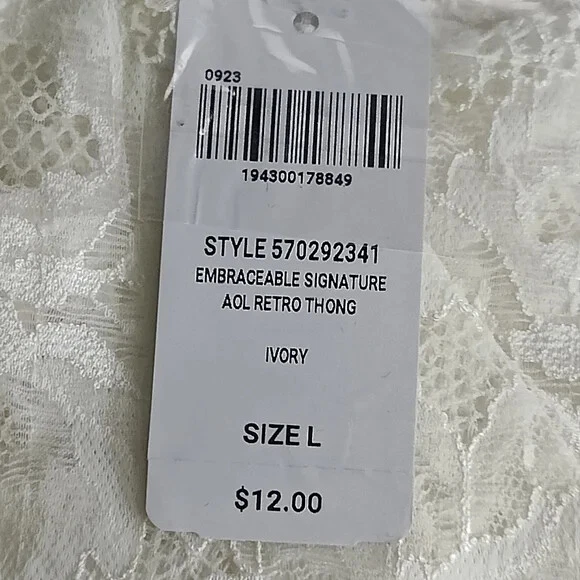 0923
194300178849
STYLE 570292341
EMBRACEABLE SIGNATURE
AOL RETRO THONG
IVORY
SIZE L
$12.00